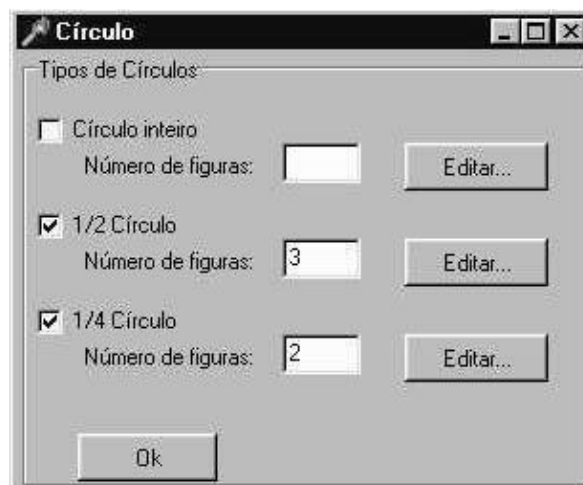 Círculo
Tipos de Círculos
Círculo inteiro
Número de figuras:
Editar...
1/2 Círculo
Número de figuras: 3
Editar...
1/4 Círculo
Número de figuras: 2
Editar...
Ok